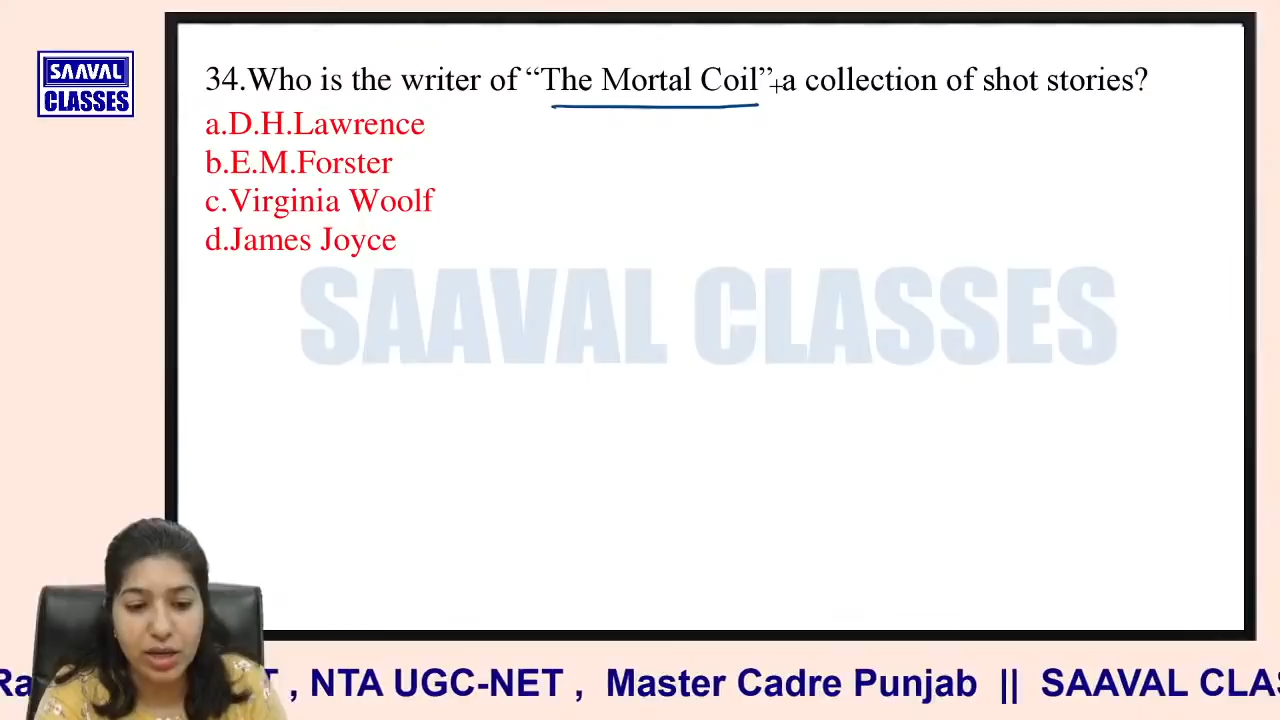 SAAVAL
CLASSES
34.Who is the writer of “The Mortal Coil”-a collection of shot stories?
a.D.H.Lawrence
b.E.M.Forster
c.Virginia Woolf
d.James Joyce
SAAVAL CLASSES
T , NTA UGC-NET , Master Cadre Punjab || SAAVAL CLAS